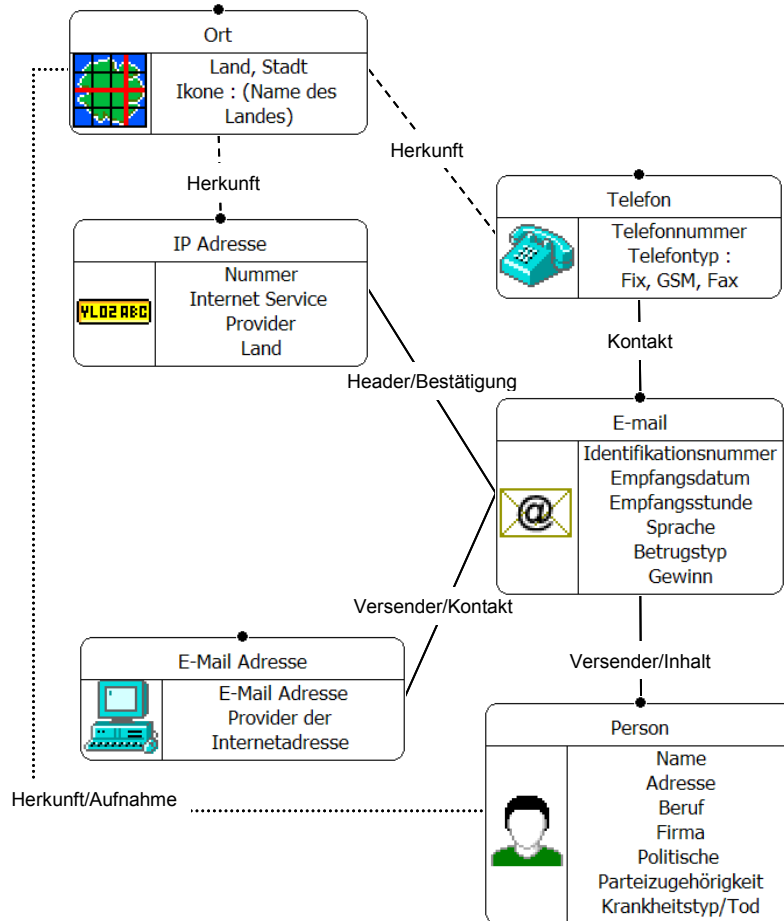 Ort
Land, Stadt
Ikone : (Name des
Landes)
Herkunft
Herkunft
Telefon
Telefonnummer
Telefontyp :
Fix, GSM, Fax
IP Adresse
YL02 ABC
Nummer
Internet Service
Provider
Land
Kontakt
Header/Bestätigung
E-mail
@
Identifikationsnummer
Empfangsdatum
Empfangsstunde
Sprache
Betrugstyp
Gewinn
Versender/Kontakt
E-Mail Adresse
E-Mail Adresse
Provider der
Internetadresse
Versender/Inhalt
Person
Name
Adresse
Beruf
Firma
Politische
Parteizugehörigkeit
Krankheitstyp/Tod
Herkunft/Aufnahme